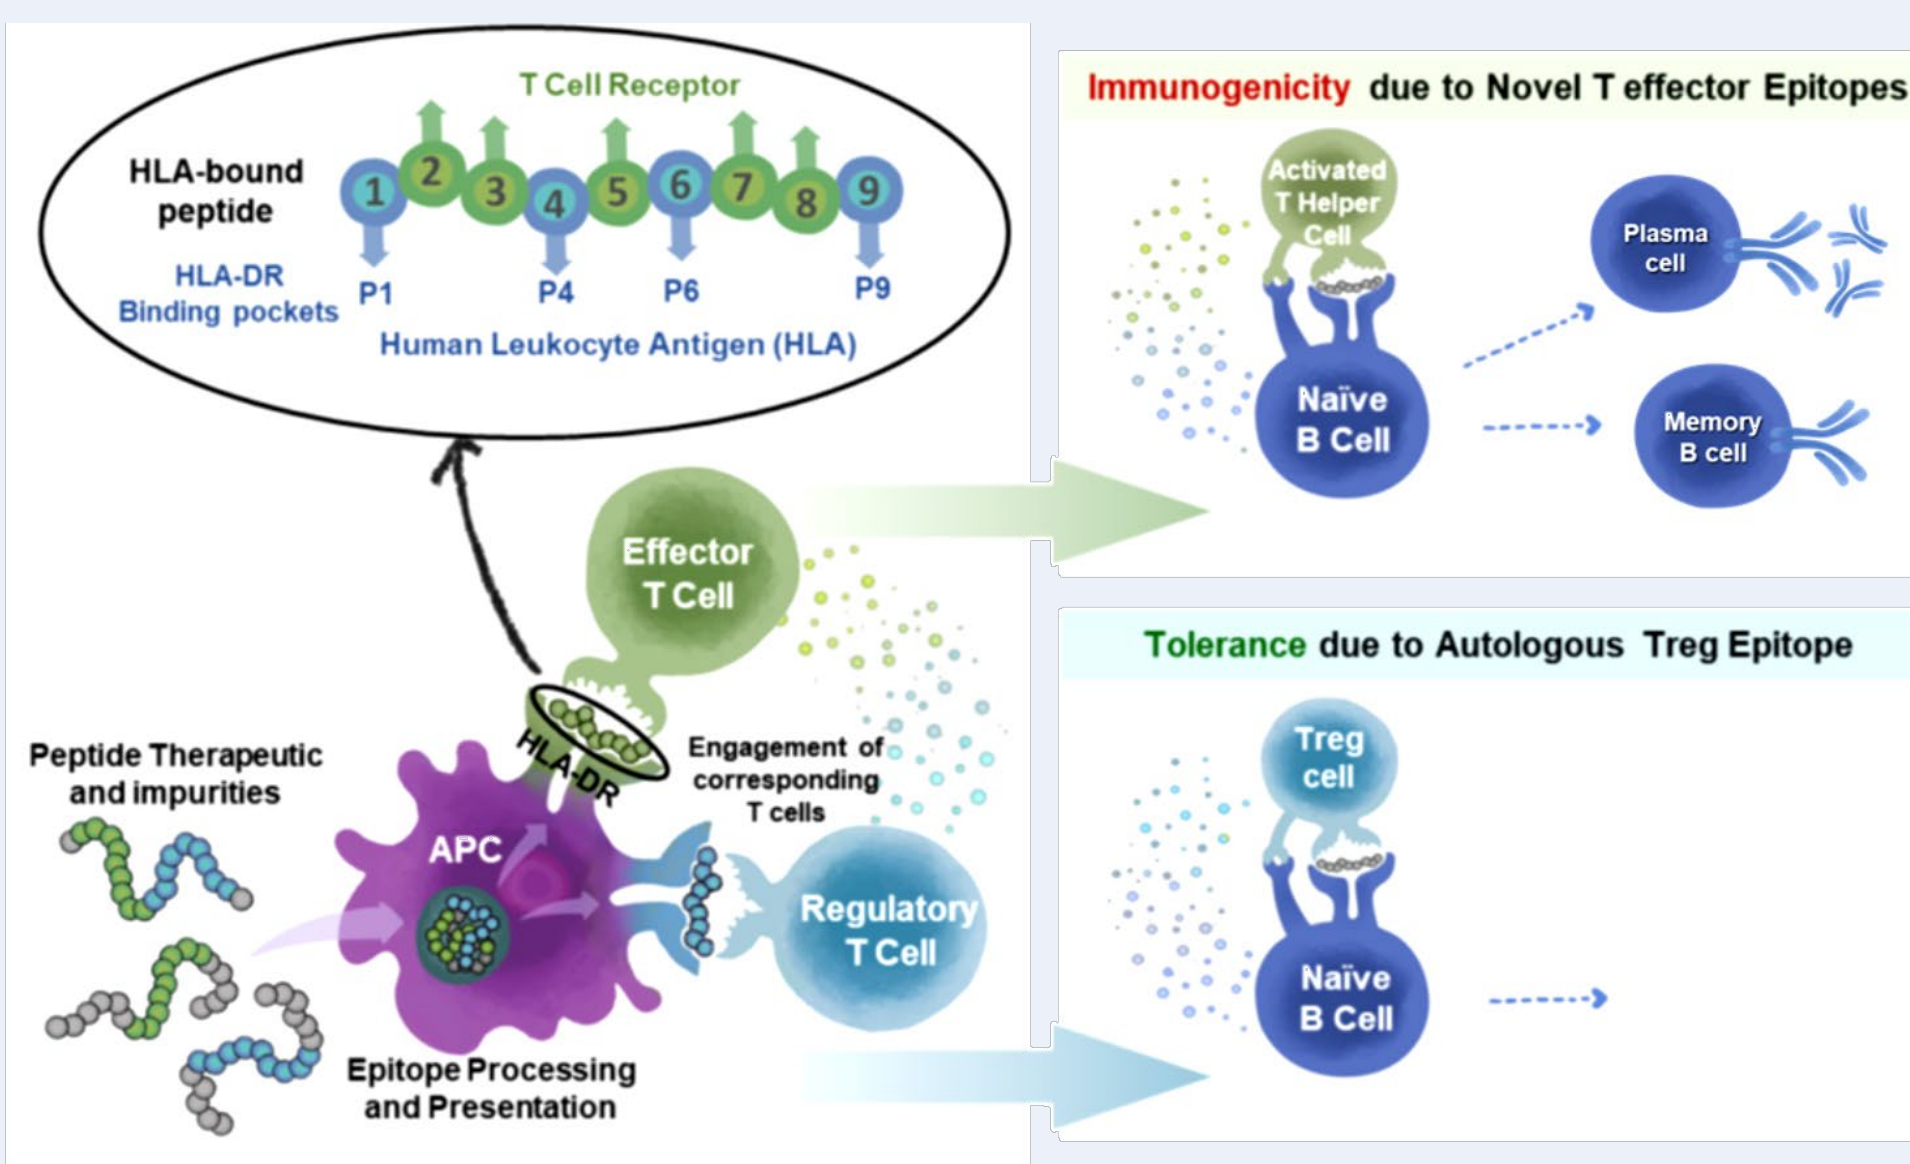 T Cell Receptor
HLA-bound
peptide
1 2 3 4 5 6 7 8 9
HLA-DR
Binding pockets
P1 P4 P6 P9
Human Leukocyte Antigen (HLA)
Effector
T Cell
HLA-DR
Peptide Therapeutic
and impurities
Engagement of
corresponding
T cells
APC
Regulatory
T Cell
Epitope Processing
and Presentation
Immunogenicity due to Novel T effector Epitopes
Activated
T Helper
Cell
Naïve
B Cell
Plasma
cell
Memory
B cell
Tolerance due to Autologous Treg Epitope
Treg
cell
Naïve
B Cell